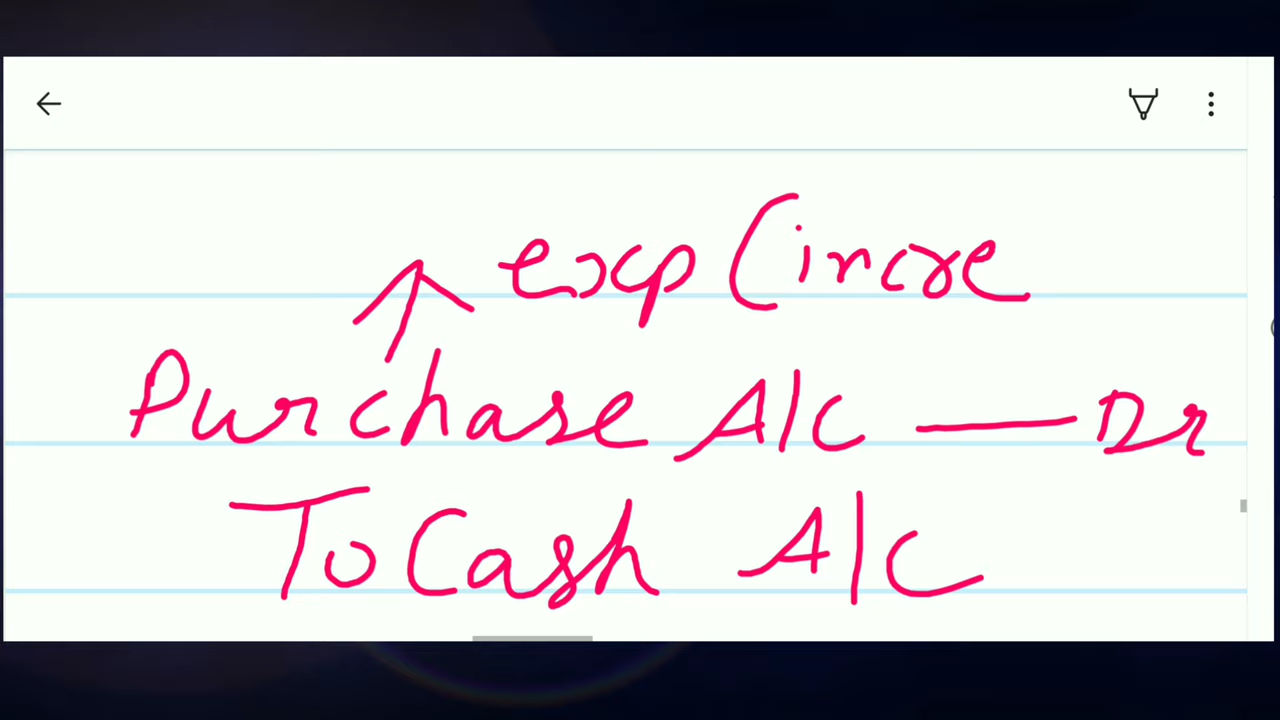 exp (incre
Purchase A/c — Dr
To Cash A/c